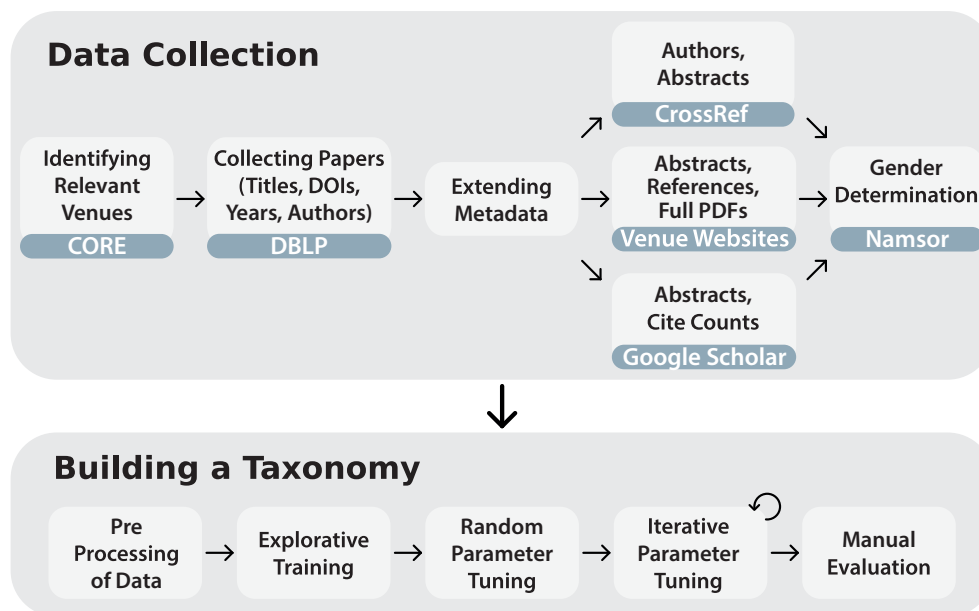 Data Collection
Identifying
Relevant
Venues
CORE
Collecting Papers
(Titles, DOIs,
Years, Authors)
DBLP
Extending
Metadata
Authors,
Abstracts
CrossRef
Abstracts,
References,
Full PDFs
Venue Websites
Abstracts,
Cite Counts
Google Scholar
Gender
Determination
Namsor
Building a Taxonomy
Pre
Processing
of Data
Explorative
Training
Random
Parameter
Tuning
Iterative
Parameter
Tuning
Manual
Evaluation